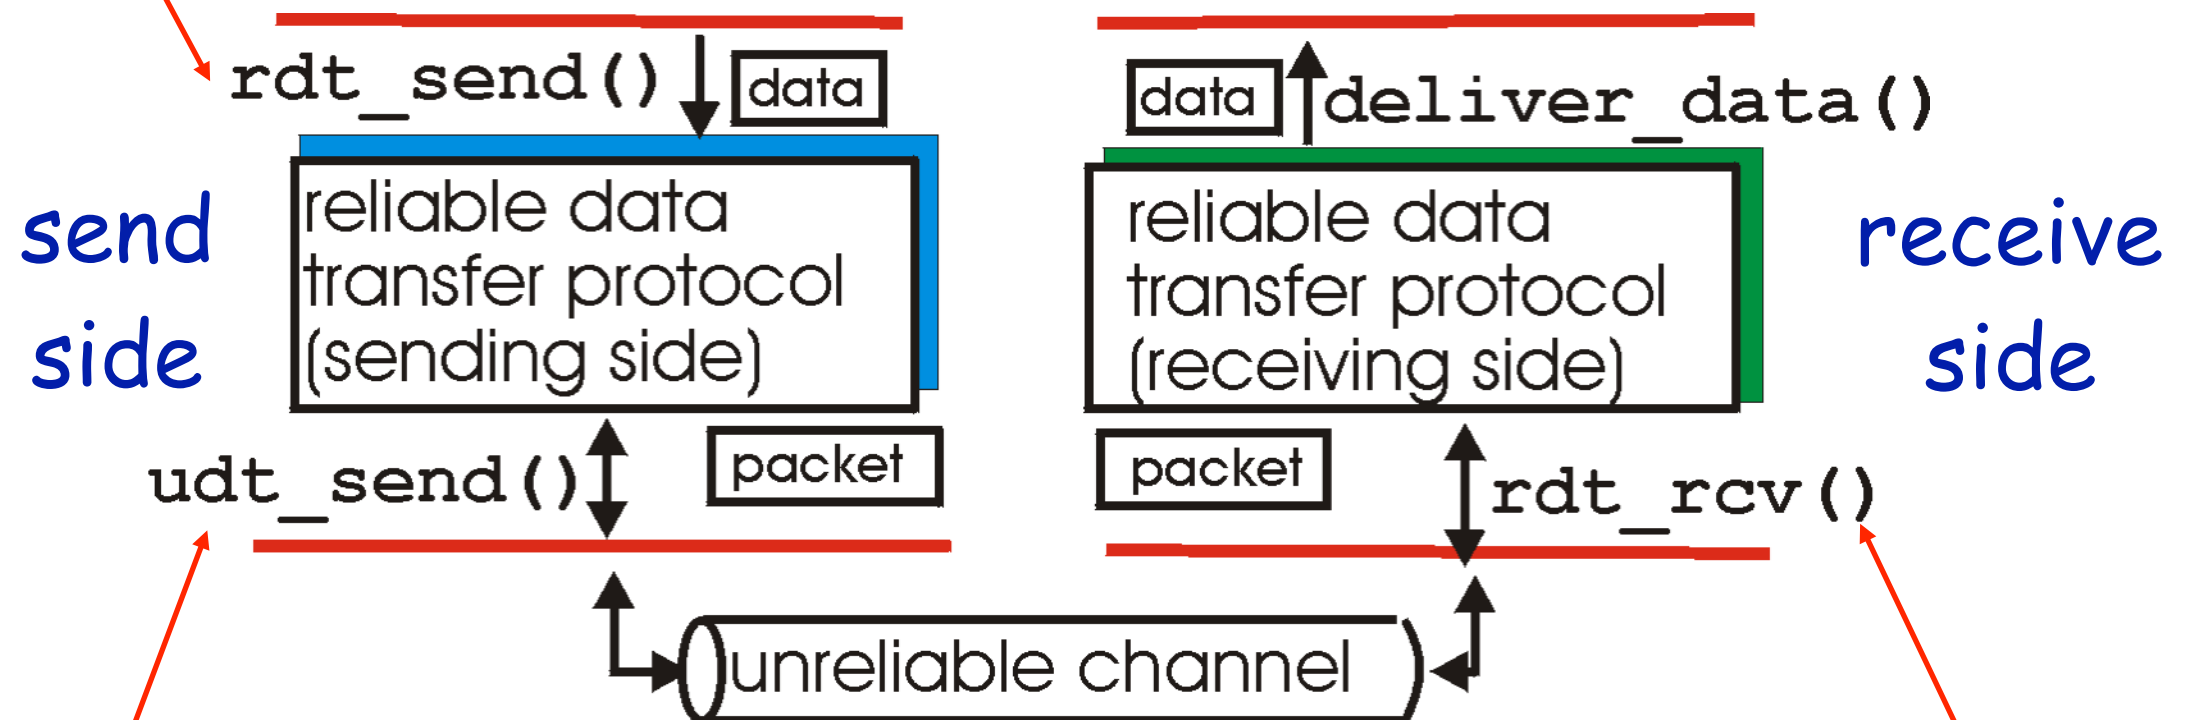 rdt_send()
data
data
deliver_data()
send
side
reliable data
transfer protocol
(sending side)
reliable data
transfer protocol
(receiving side)
receive
side
udt_send()
packet
packet
rdt_rcv()
unreliable channel